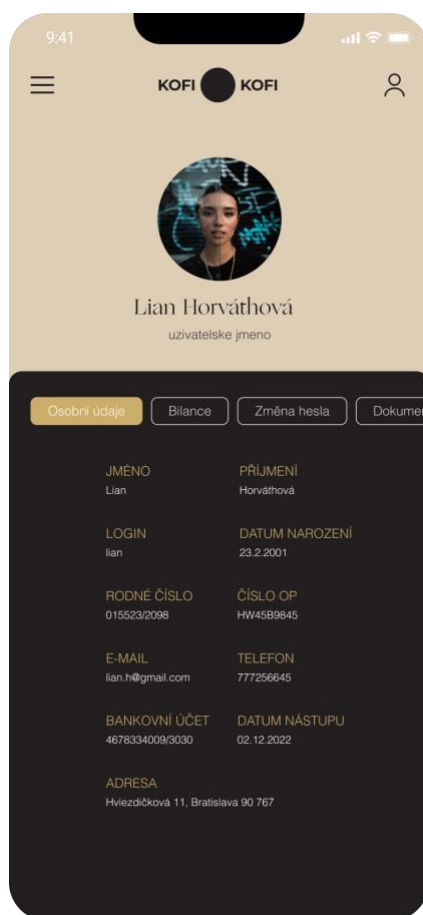 9:41
KOFI KOFI
Lian Horváthová
uzivatelske jmeno
Osobní údaje Bilance Změna hesla Dokumen
JMÉNO PŘÍJMENÍ
Lian Horváthová
LOGIN DATUM NAROZENÍ
lian 23.2.2001
RODNÉ ČÍSLO ČÍSLO OP
015523/2098 HW45B9845
E-MAIL TELEFON
lian.h@gmail.com 777256645
BANKOVNÍ ÚČET DATUM NÁSTUPU
4678334009/3030 02.12.2022
ADRESA
Hviezdičková 11, Bratislava 90 767